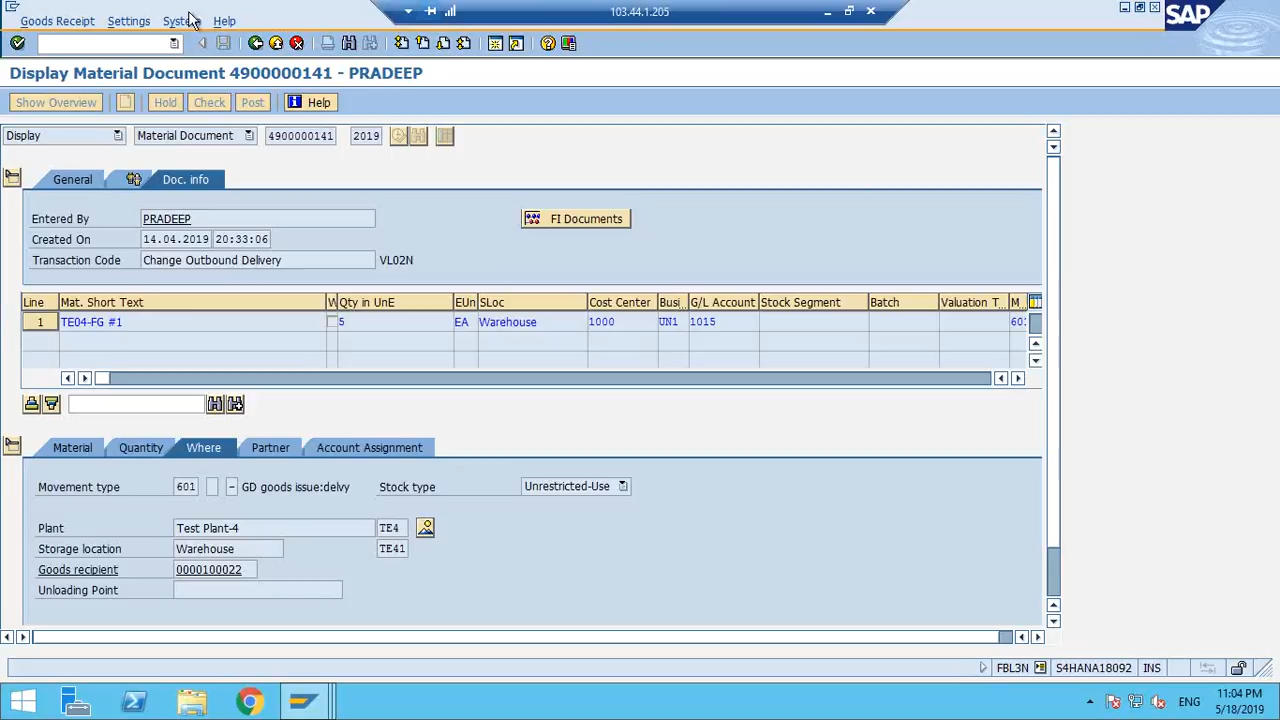 Goods Receipt Settings System Help
103.44.1.205
SAP
Display Material Document 4900000141 - PRADEEP
Show Overview Hold Check Post Help
Display Material Document 4900000141 2019
General Doc. info
Entered By PRADEEP FI Documents
Created On 14.04.2019 20:33:06
Transaction Code Change Outbound Delivery VL02N
Line Mat. Short Text Qty in UnE EUn SLoc Cost Center Busi... G/L Account Stock Segment Batch Valuation T... M
1 TE04-FG #1 5 EA Warehouse 1000 UN1 1015 601
Material Quantity Where Partner Account Assignment
Movement type 601 - GD goods issue:delvy Stock type Unrestricted-Use
Plant Test Plant-4 TE4
Storage location Warehouse TE41
Goods recipient 0000100022
Unloading Point
FBL3N S4HANA18092 INS
ENG 11:04 PM
5/18/2019